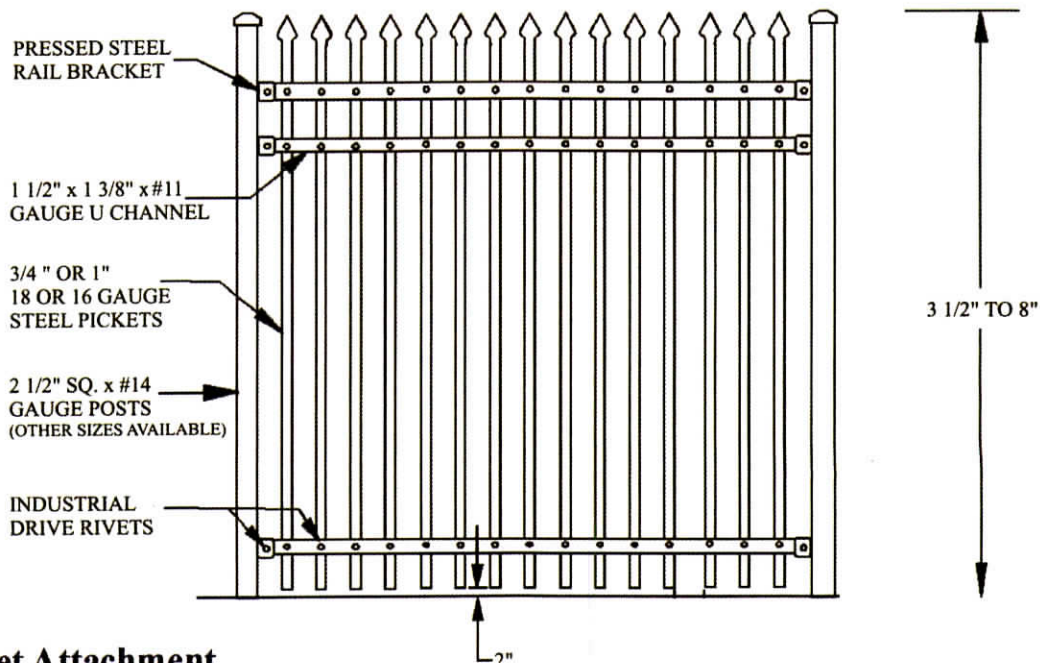 PRESSED STEEL
RAIL BRACKET
1 1/2" x 1 3/8" x #11
GAUGE U CHANNEL
3/4 " OR 1"
18 OR 16 GAUGE
STEEL PICKETS
3 1/2" TO 8"
2 1/2" SQ. x #14
GAUGE POSTS
(OTHER SIZES AVAILABLE)
INDUSTRIAL
DRIVE RIVETS
2"
Attachment